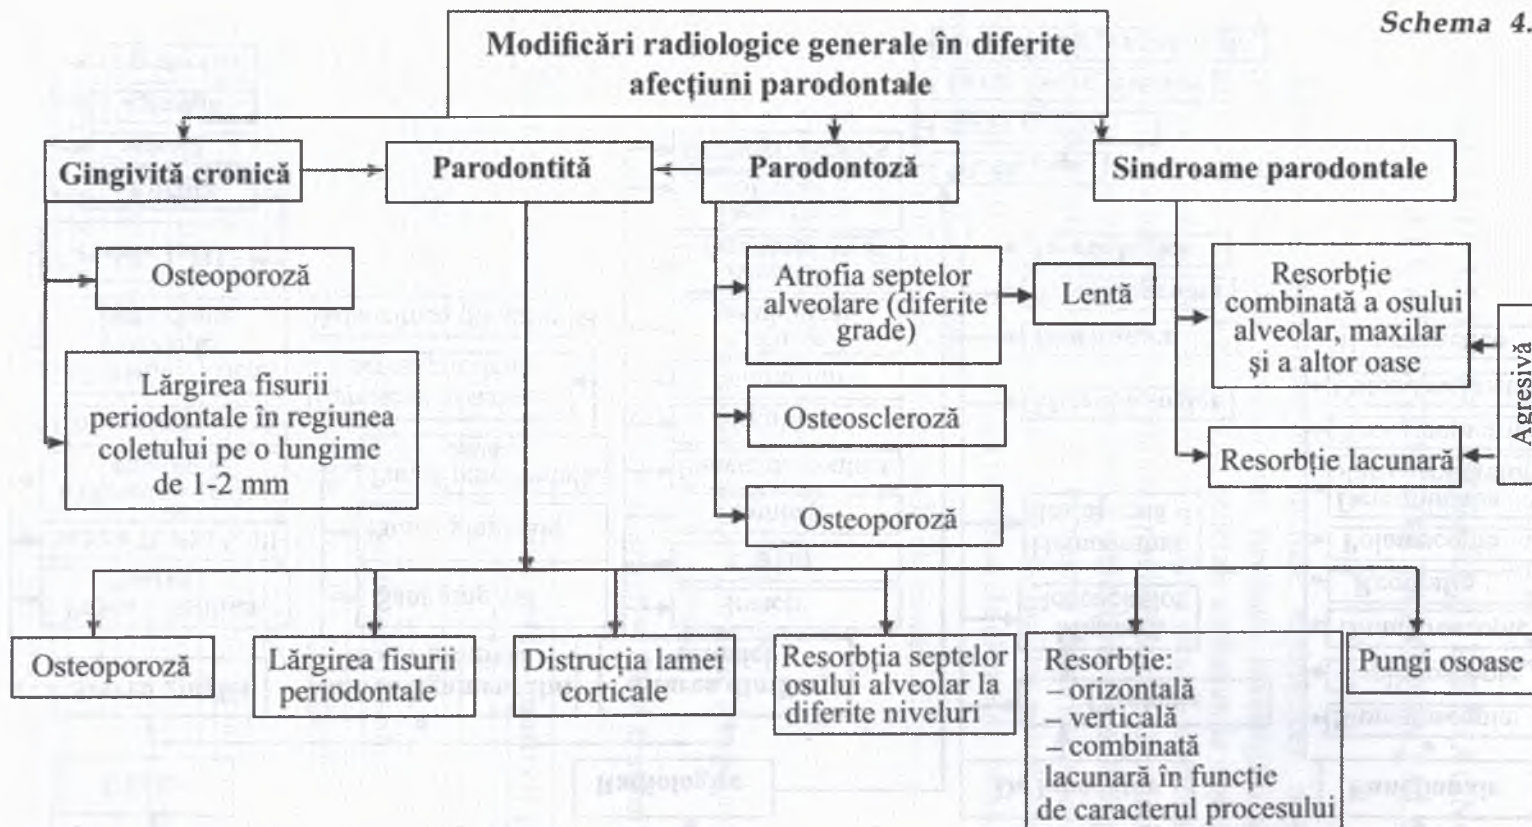 Schema 4.
Modificări radiologice generale în diferite
afecțiuni parodontale
Gingivită cronică
Parodontită
Parodontoză
Sindroame parodontale
Osteoporoză
Lărgirea fisurii
periodontale în regiunea
coletului pe o lungime
de 1-2 mm
Atrofia septelor
alveolare (diferite
grade)
Lentă
Osteoscleroză
Osteoporoză
Resorbție
combinată a osului
alveolar, maxilar
și a altor oase
Resorbție lacunară
Agresivă
Osteoporoză
Lărgirea fisurii
periodontale
Distrucția lamei
corticale
Resorbția septelor
osului alveolar la
diferite niveluri
Resorbție:
– orizontală
– verticală
– combinată
lacunară în funcție
de caracterul procesului
Pungi osoase